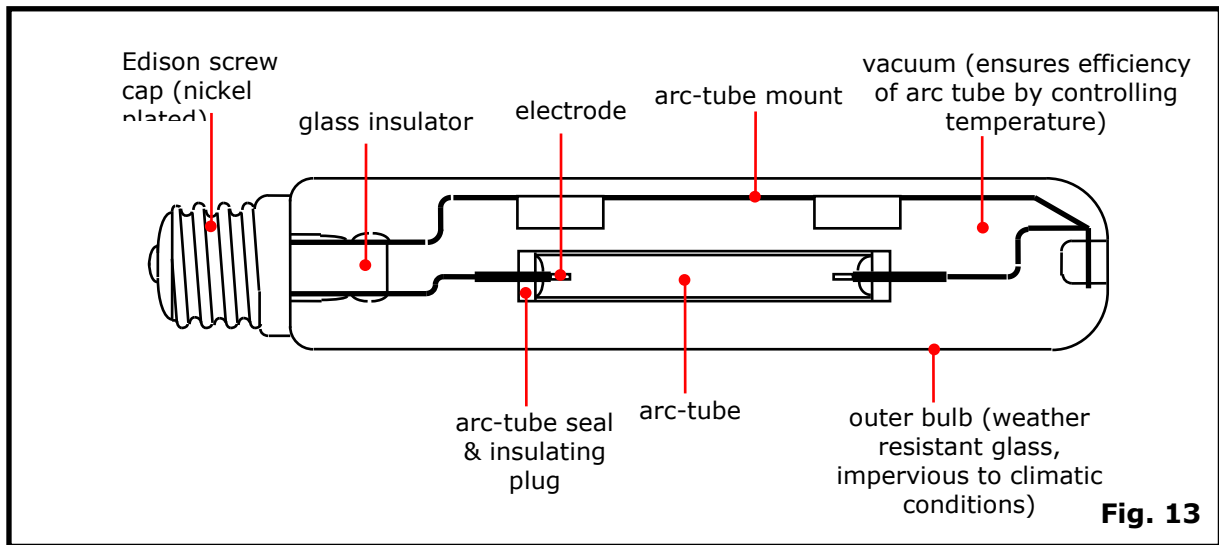 Edison screw
cap (nickel
plated)
glass insulator
electrode
arc-tube mount
vacuum (ensures efficiency
of arc tube by controlling
temperature)
arc-tube seal
& insulating
plug
arc-tube
outer bulb (weather
resistant glass,
impervious to climatic
conditions)
Fig. 13